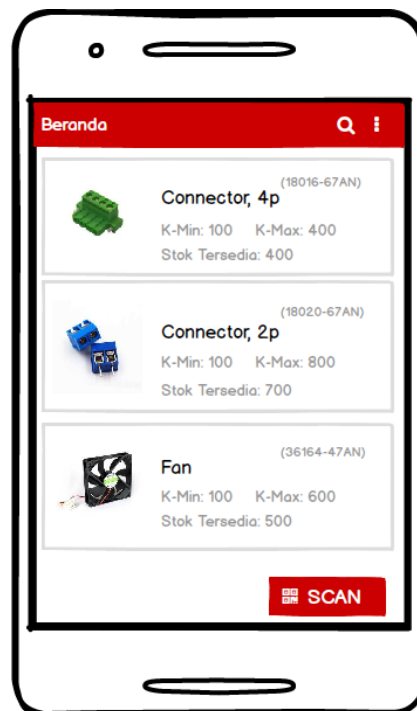 Beranda
(18016-67AN)
Connector, 4p
K-Min: 100 K-Max: 400
Stok Tersedia: 400
(18020-67AN)
Connector, 2p
K-Min: 100 K-Max: 800
Stok Tersedia: 700
(36164-47AN)
Fan
K-Min: 100 K-Max: 600
Stok Tersedia: 500
SCAN